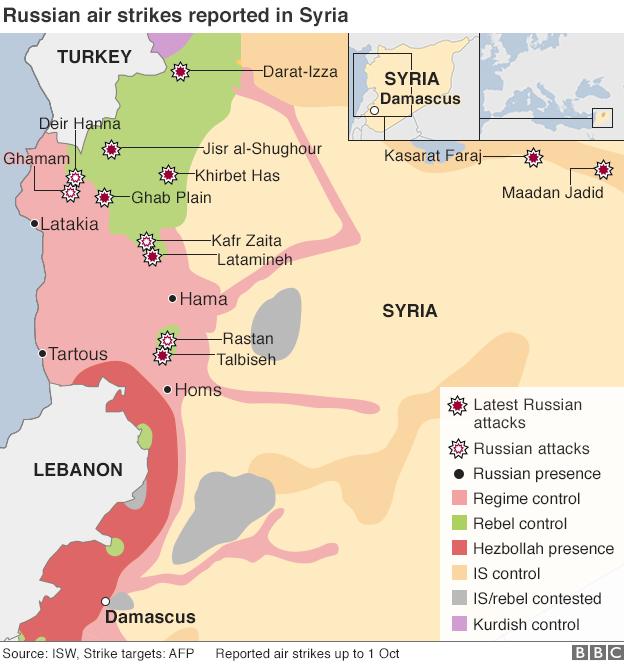 Russian air strikes reported in Syria
TURKEY
Darat-Izza
SYRIA
Damascus
Deir Hanna
Ghamam
Jisr al-Shughour
Kasarat Faraj
Khirbet Has
Maadan Jadid
Ghab Plain
Latakia
Kafr Zaita
Latamineh
Hama
SYRIA
Rastan
Tartous
Talbiseh
Homs
LEBANON
Damascus
Latest Russian
attacks
Russian attacks
Russian presence
Regime control
Rebel control
Hezbollah presence
IS control
IS/rebel contested
Kurdish control
Source: ISW, Strike targets: AFP
Reported air strikes up to 1 Oct
BBC